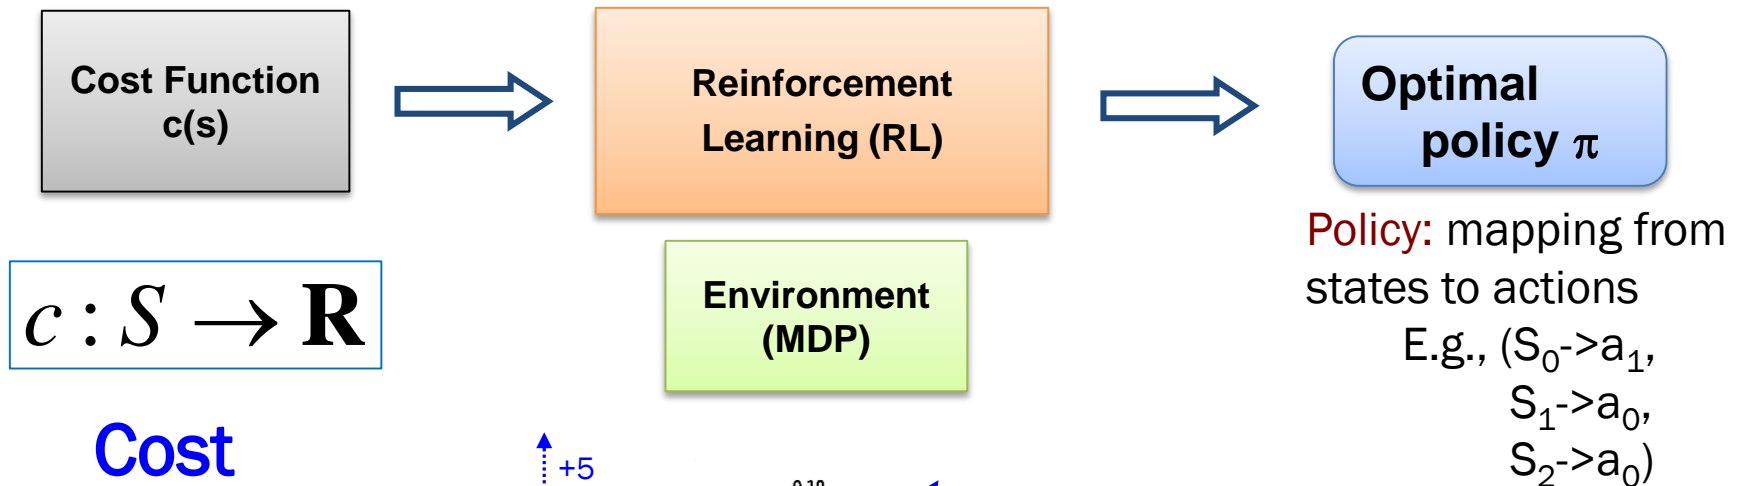 Cost Function
c(s)
Reinforcement
Learning (RL)
Optimal
policy π
Environment
(MDP)
c : S → R
Policy: mapping from
states to actions
E.g., (S₀->a₁,
S₁->a₀,
S₂->a₀)
Cost
+5